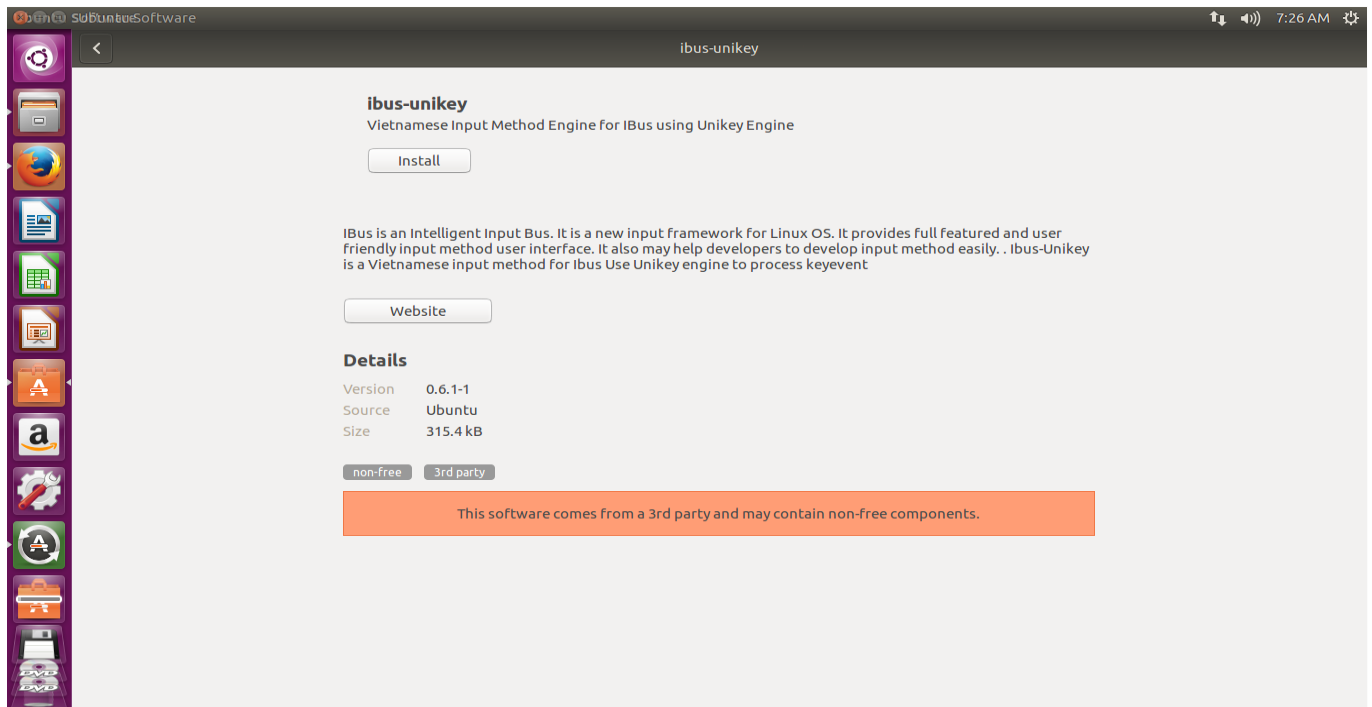 Ubuntu Software
7:26 AM
ibus-unikey
ibus-unikey
Vietnamese Input Method Engine for IBus using Unikey Engine
Install
IBus is an Intelligent Input Bus. It is a new input framework for Linux OS. It provides full featured and user
friendly input method user interface. It also may help developers to develop input method easily. . Ibus-Unikey
is a Vietnamese input method for Ibus Use Unikey engine to process keyevent
Website
Details
Version 0.6.1-1
Source Ubuntu
Size 315.4 kB
non-free 3rd party
This software comes from a 3rd party and may contain non-free components.
a
DVD
DVD